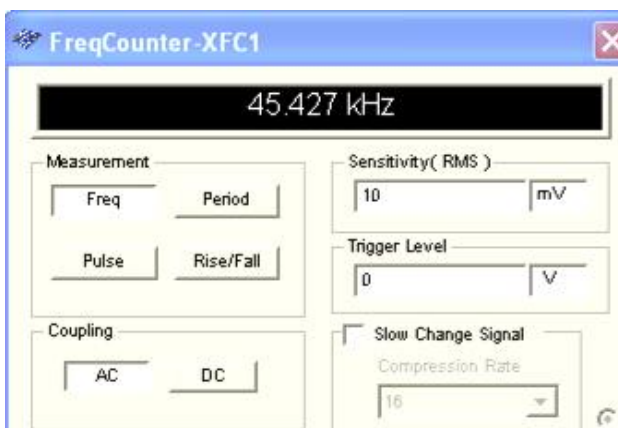 FreqCounter-XFC1
45.427 kHz
Measurement
Freq Period
Pulse Rise/Fall
Sensitivity( RMS )
10 mV
Trigger Level
0 V
Coupling
AC DC
Slow Change Signal
Compression Rate
16